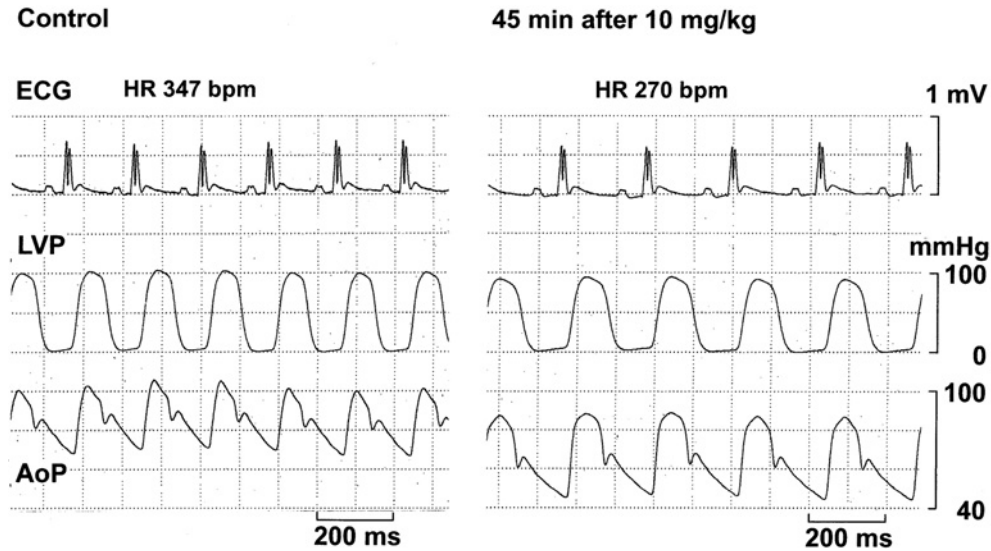 Control
45 min after 10 mg/kg
ECG
HR 347 bpm
HR 270 bpm
1 mV
LVP
mmHg
100
0
100
AoP
40
200 ms
200 ms